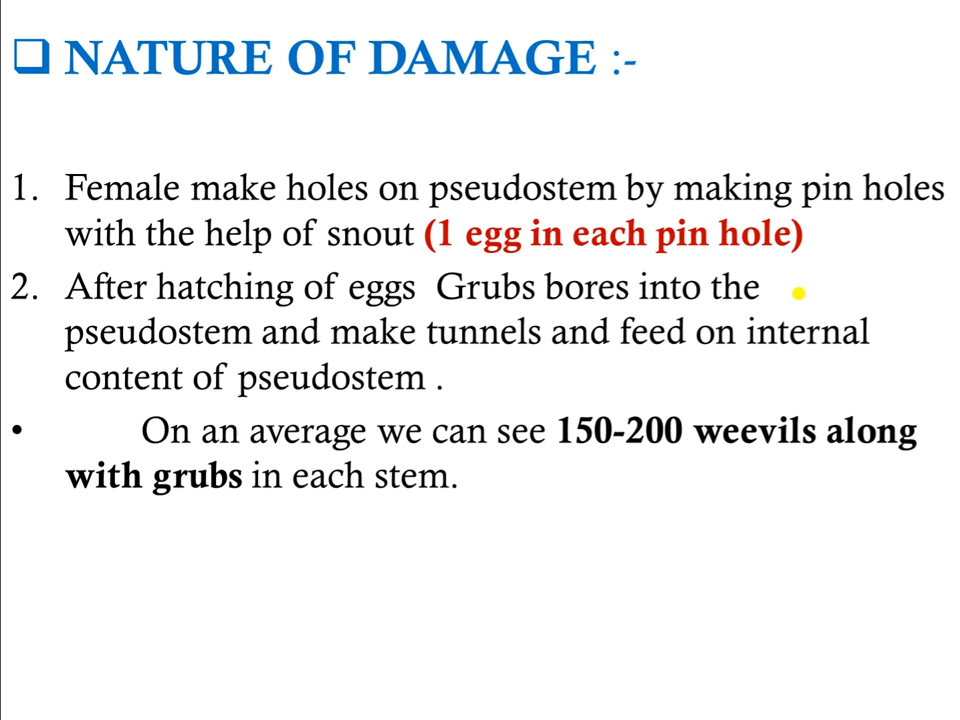 ❑ NATURE OF DAMAGE :-
1. Female make holes on pseudostem by making pin holes
with the help of snout (1 egg in each pin hole)
2. After hatching of eggs Grubs bores into the
pseudostem and make tunnels and feed on internal
content of pseudostem .
• On an average we can see 150-200 weevils along
with grubs in each stem.